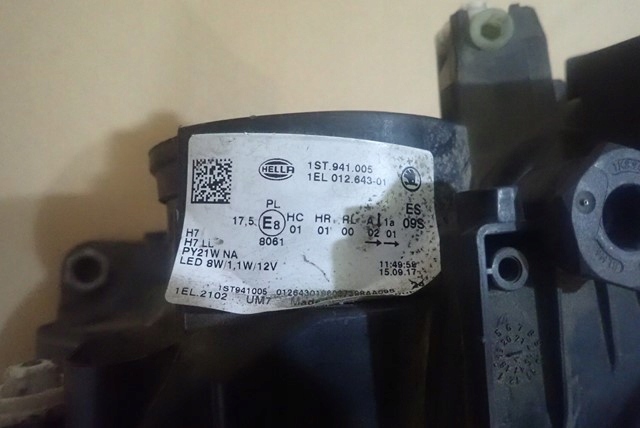 HELLA
1ST.941.005
1EL 012.643-01
PL
17,5. E8 HC HR RL A 1a
01 01 00 02 01
8061
ES
S60
H7
H7 LL
PY21W NA
LED 8W/1,1W/12V
11:49:58
15.09.17
1EL.2102
1ST941005
UM7